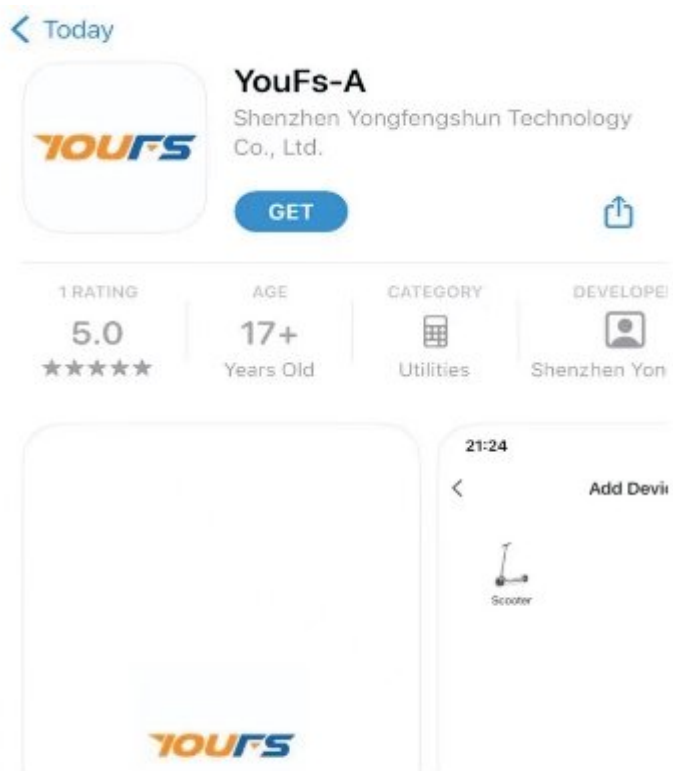 Today
YouFs-A
Shenzhen Yongfengshun Technology
Co., Ltd.
YOUFS
GET
1 RATING
AGE
CATEGORY
DEVELOPE
5.0
17+
Years Old
Utilities
Shenzhen Yon
21:24
Add Devi
Scooter
YOUFS